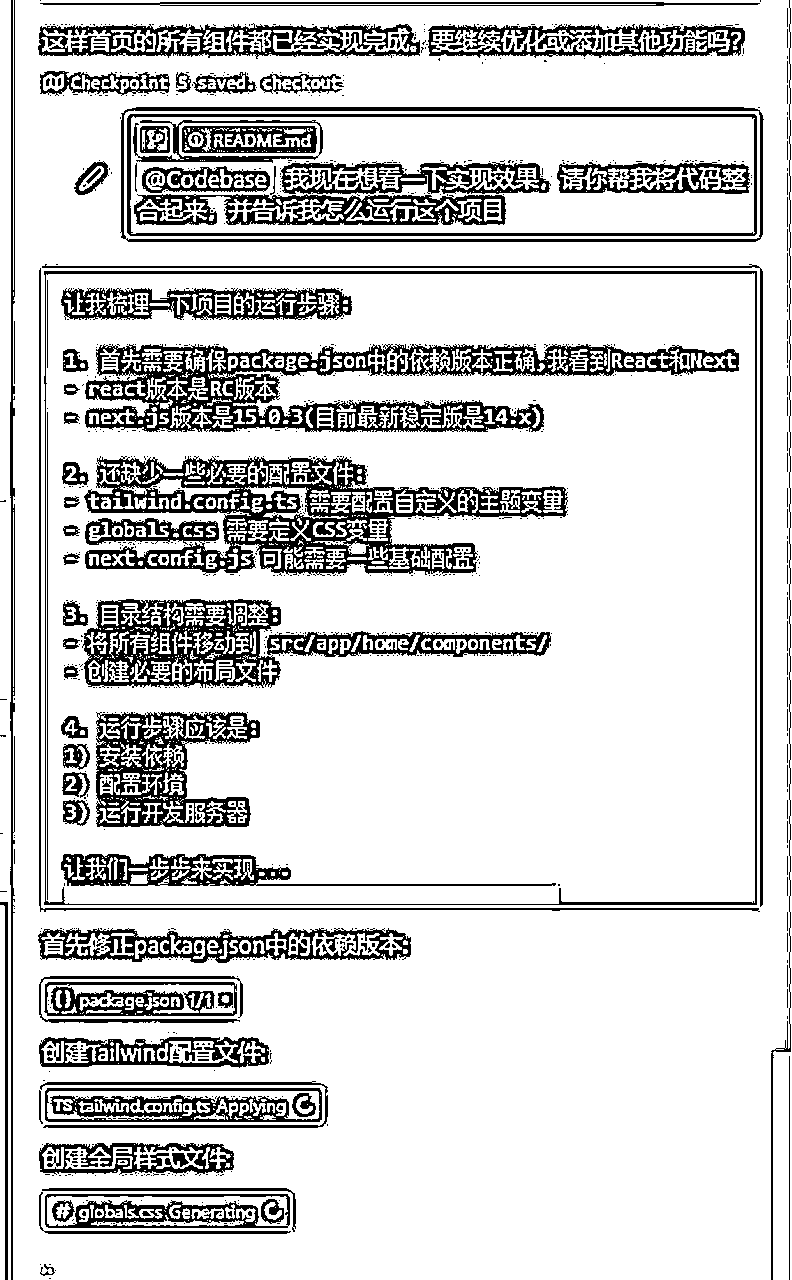 这样首页的所有组件都已经实现完成。要继续优化或添加其他功能吗?
Checkpoint 5 saved. checkout
README.md
@Codebase 我现在想看一下实现效果，请你帮我将代码整
合起来，并告诉我怎么运行这个项目
让我梳理一下项目的运行步骤:
1. 首先需要确保package.json中的依赖版本正确,我看到React和Next
- react版本是RC版本
- next.js版本是15.0.3(目前最新稳定版是14.x)
2. 还缺少一些必要的配置文件:
- tailwind.config.ts 需要配置自定义的主题变量
- globals.css 需要定义CSS变量
- next.config.js 可能需要一些基础配置
3. 目录结构需要调整:
- 将所有组件移动到 src/app/home/components/
- 创建必要的布局文件
4. 运行步骤应该是:
1) 安装依赖
2) 配置环境
3) 运行开发服务器
让我们一步步来实现...
首先修正package.json中的依赖版本:
{} package.json 1/1
创建Tailwind配置文件:
TS tailwind.config.ts Applying
创建全局样式文件:
# globals.css Generating